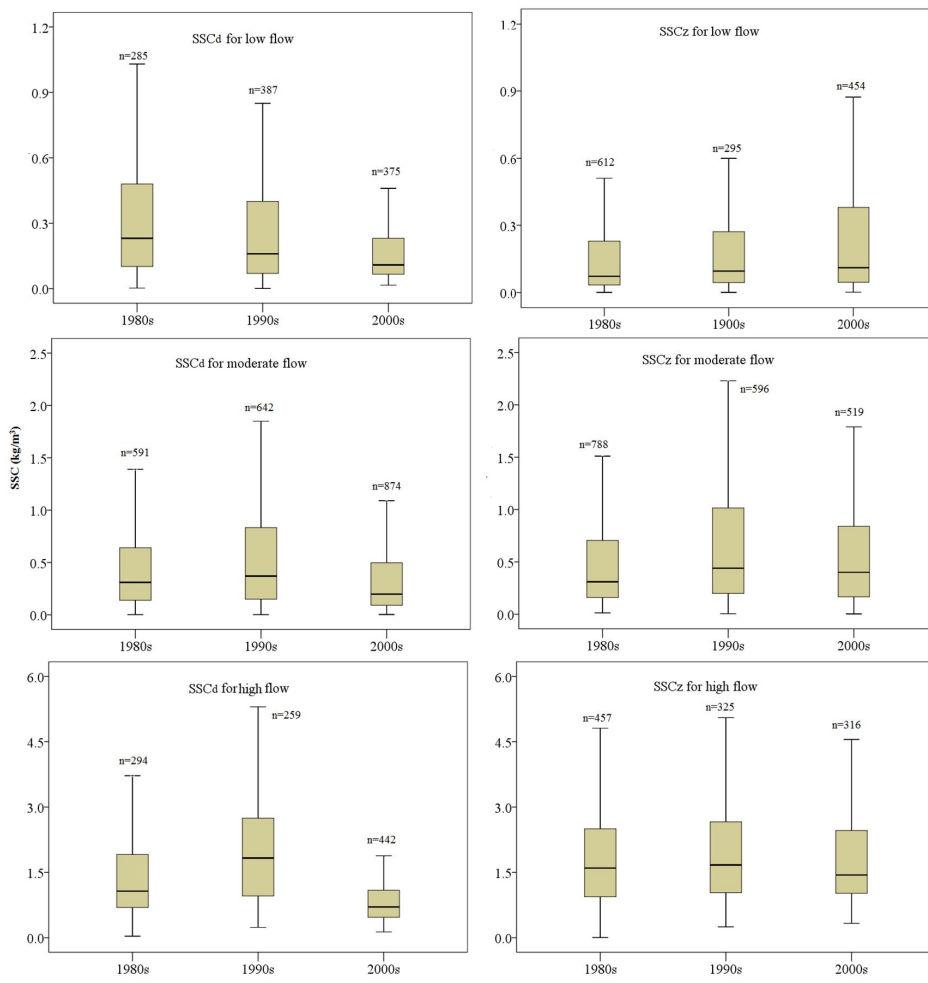 SSCd for low flow
1.2
0.9
0.6
0.3
0.0
n=285
n=387
n=375
1980s
1990s
2000s
SSCz for low flow
1.2
0.9
0.6
0.3
0.0
n=612
n=295
n=454
1980s
1990s
2000s
SSC (kg/m³)
SSCd for moderate flow
2.5
2.0
1.5
1.0
0.5
0.0
n=591
n=642
n=874
1980s
1990s
2000s
SSCz for moderate flow
2.5
2.0
1.5
1.0
0.5
0.0
n=788
n=596
n=519
1980s
1990s
2000s
SSCd for high flow
6.0
4.5
3.0
1.5
0.0
n=294
n=259
n=442
1980s
1990s
2000s
SSCz for high flow
6.0
4.5
3.0
1.5
0.0
n=457
n=325
n=316
1980s
1990s
2000s